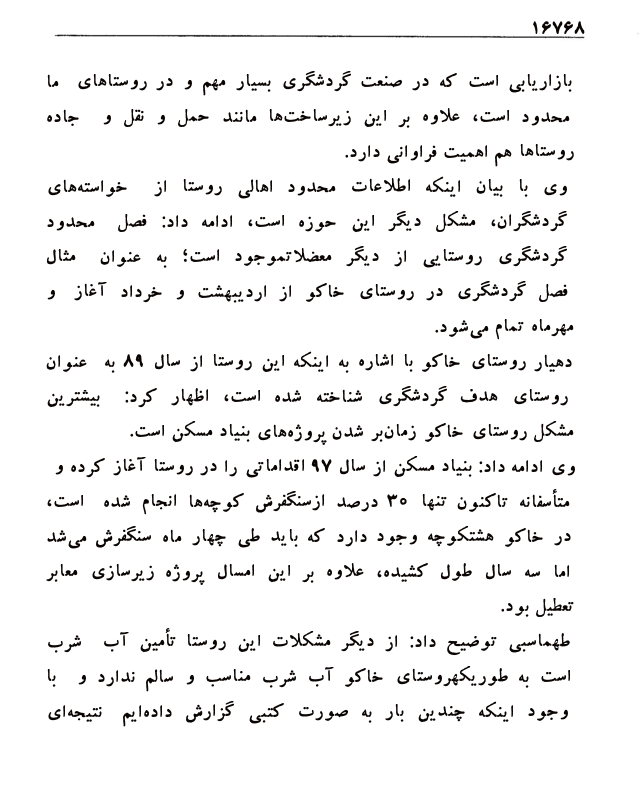 ۱۶۷۶۸
بازاریابی است که در صنعت گردشگری بسیار مهم و در روستاهای ما
محدود است، علاوه بر این زیرساخت‌ها مانند حمل و نقل و جاده
روستاها هم اهمیت فراوانی دارد.
وی با بیان اینکه اطلاعات محدود اهالی روستا از خواسته‌های
گردشگران، مشکل دیگر این حوزه است، ادامه داد: فصل محدود
گردشگری روستایی از دیگر معضلاتموجود است؛ به عنوان مثال
فصل گردشگری در روستای خاکو از اردیبهشت و خرداد آغاز و
مهرماه تمام می‌شود.
دهیار روستای خاکو با اشاره به اینکه این روستا از سال ۸۹ به عنوان
روستای هدف گردشگری شناخته شده است، اظهار کرد: بیشترین
مشکل روستای خاکو زمان‌بر شدن پروژه‌های بنیاد مسکن است.
وی ادامه داد: بنیاد مسکن از سال ۹۷ اقداماتی را در روستا آغاز کرده و
متأسفانه تاکنون تنها ۳۰ درصد ازسنگفرش کوچه‌ها انجام شده است،
در خاکو هشتکوچه وجود دارد که باید طی چهار ماه سنگفرش می‌شد
اما سه سال طول کشیده، علاوه بر این امسال پروژه زیرسازی معابر
تعطیل بود.
طهماسبی توضیح داد: از دیگر مشکلات این روستا تأمین آب شرب
است به طوریکهروستای خاکو آب شرب مناسب و سالم ندارد و با
وجود اینکه چندین بار به صورت کتبی گزارش داده‌ایم نتیجه‌ای